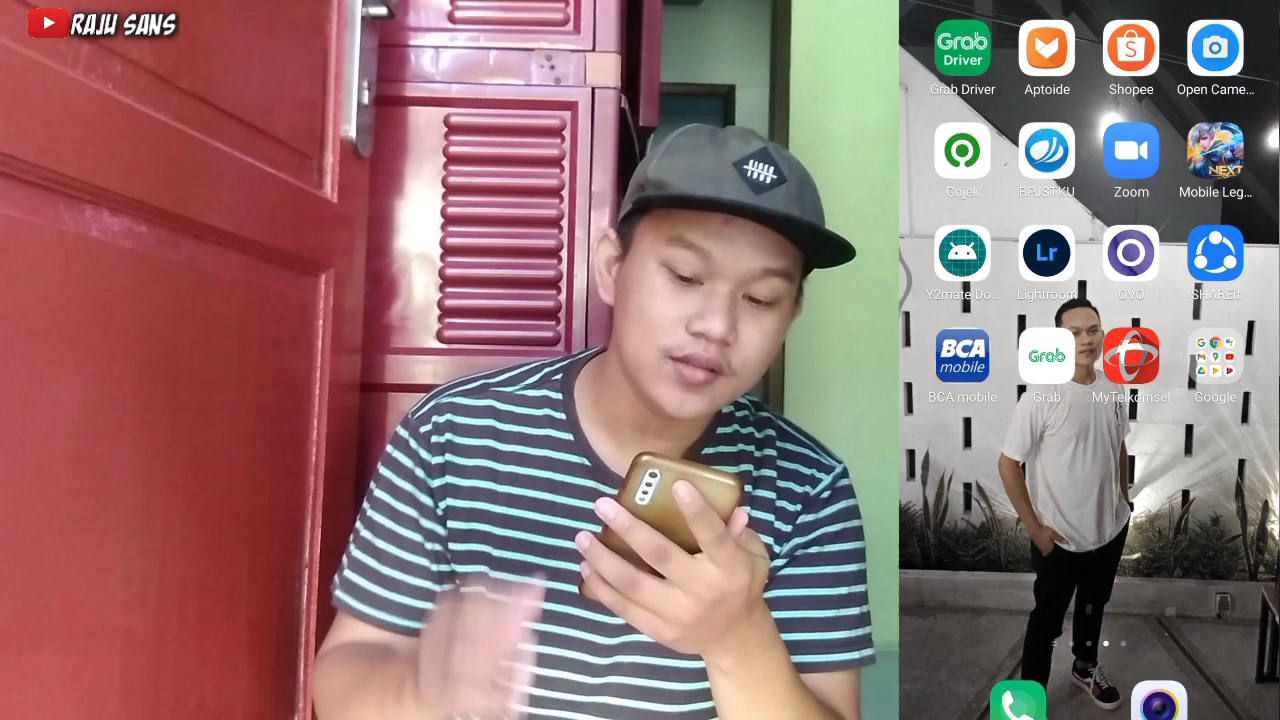 RAJU SANS
Grab
Driver
Grab Driver
Aptoide
Shopee
Open Came...
Gojek
BPJSTKU
Zoom
NEXT
Mobile Leg...
Lr
Y2mate Do...
Lightroom
OVO
SHAREit
BCA
mobile
Grab
BCA mobile
Grab
MyTelkomsel
Google